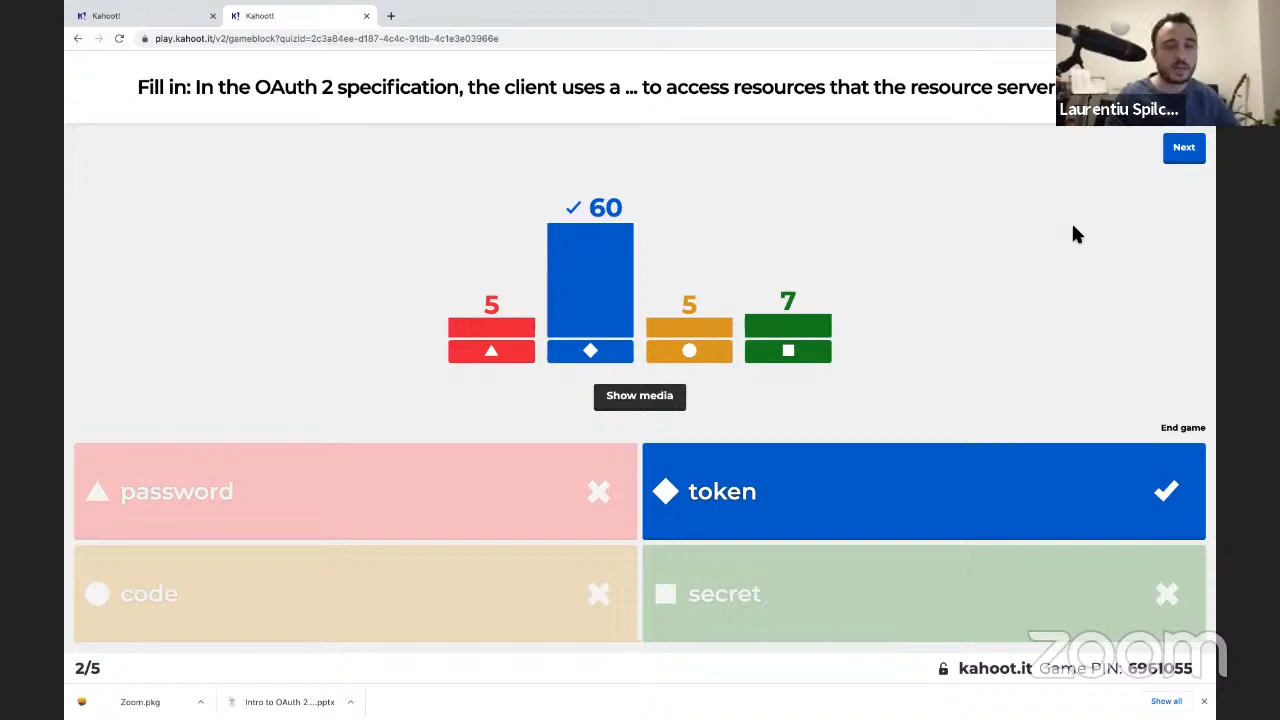 Kahoot!
Kahoot!
play.kahoot.it/v2/gameblock?quizId=2c3a84ee-d187-4c4c-91db-4c1e3e03966e
Fill in: In the OAuth 2 specification, the client uses a ... to access resources that the resource server
Laurentiu Spilc...
Next
60
5
5
7
Show media
End game
password
token
code
secret
2/5
kahoot.it Game PIN: 6961055
zoom
Zoom.pkg
Intro to OAuth 2....pptx
Show all